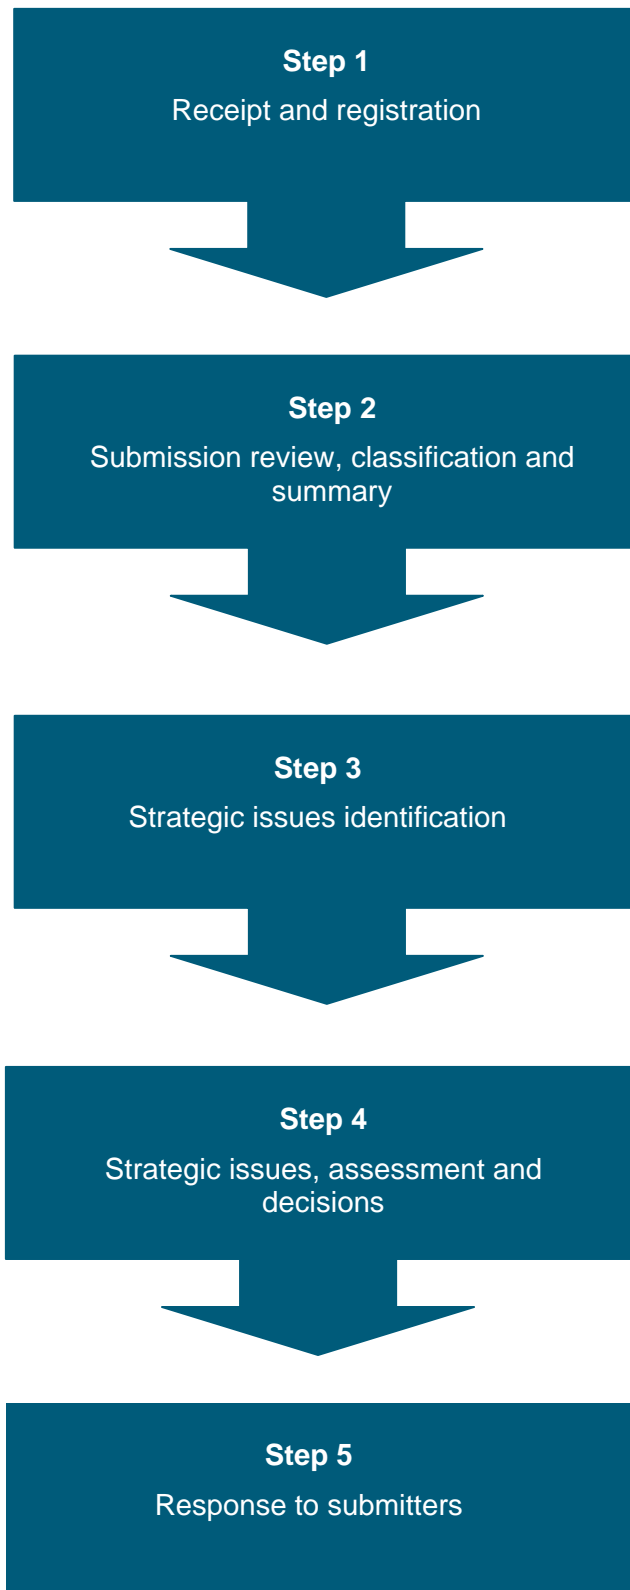 Step 1
Receipt and registration
Step 2
Submission review, classification and
summary
Step 3
Strategic issues identification
Step 4
Strategic issues, assessment and
decisions
Step 5
Response to submitters